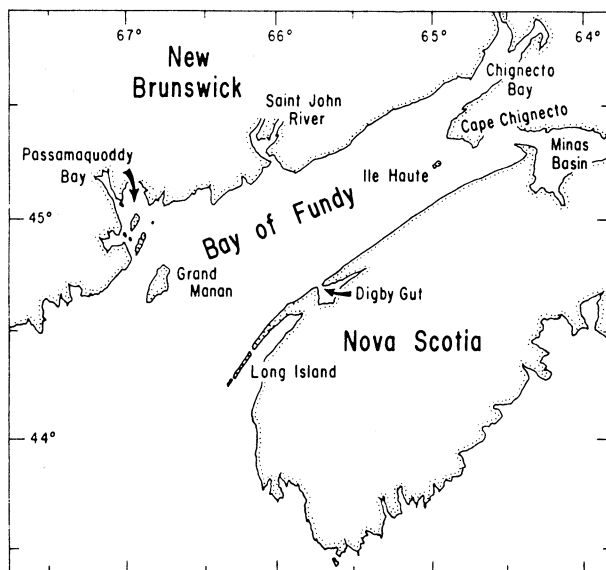 67° 66° 65° 64°
New
Brunswick
Chignecto
Bay
Saint John
River
Cape Chignecto
Passamaquoddy
Bay
Minas
Basin
Ile Haute
45°
Bay of Fundy
Grand
Manan
Digby Gut
Nova Scotia
Long Island
44°